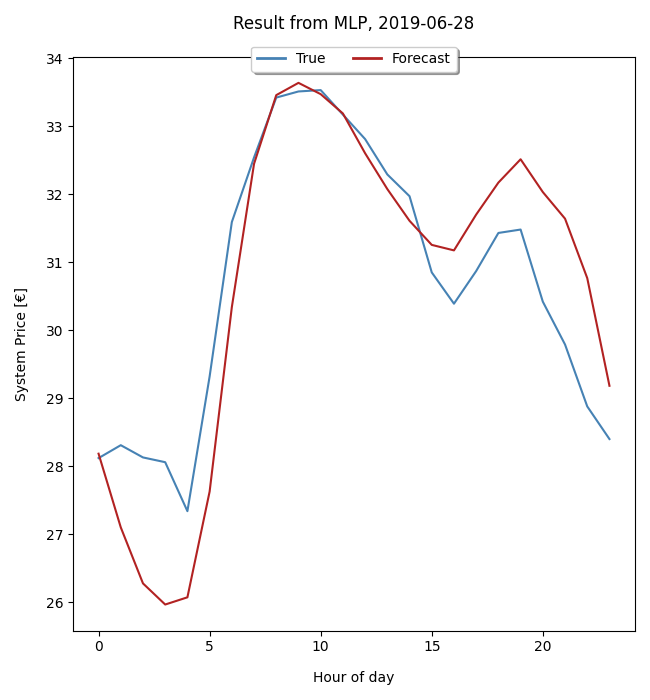 Result from MLP, 2019-06-28
True Forecast
34
33
32
31
30
29
28
27
26
System Price [€]
0 5 10 15 20
Hour of day